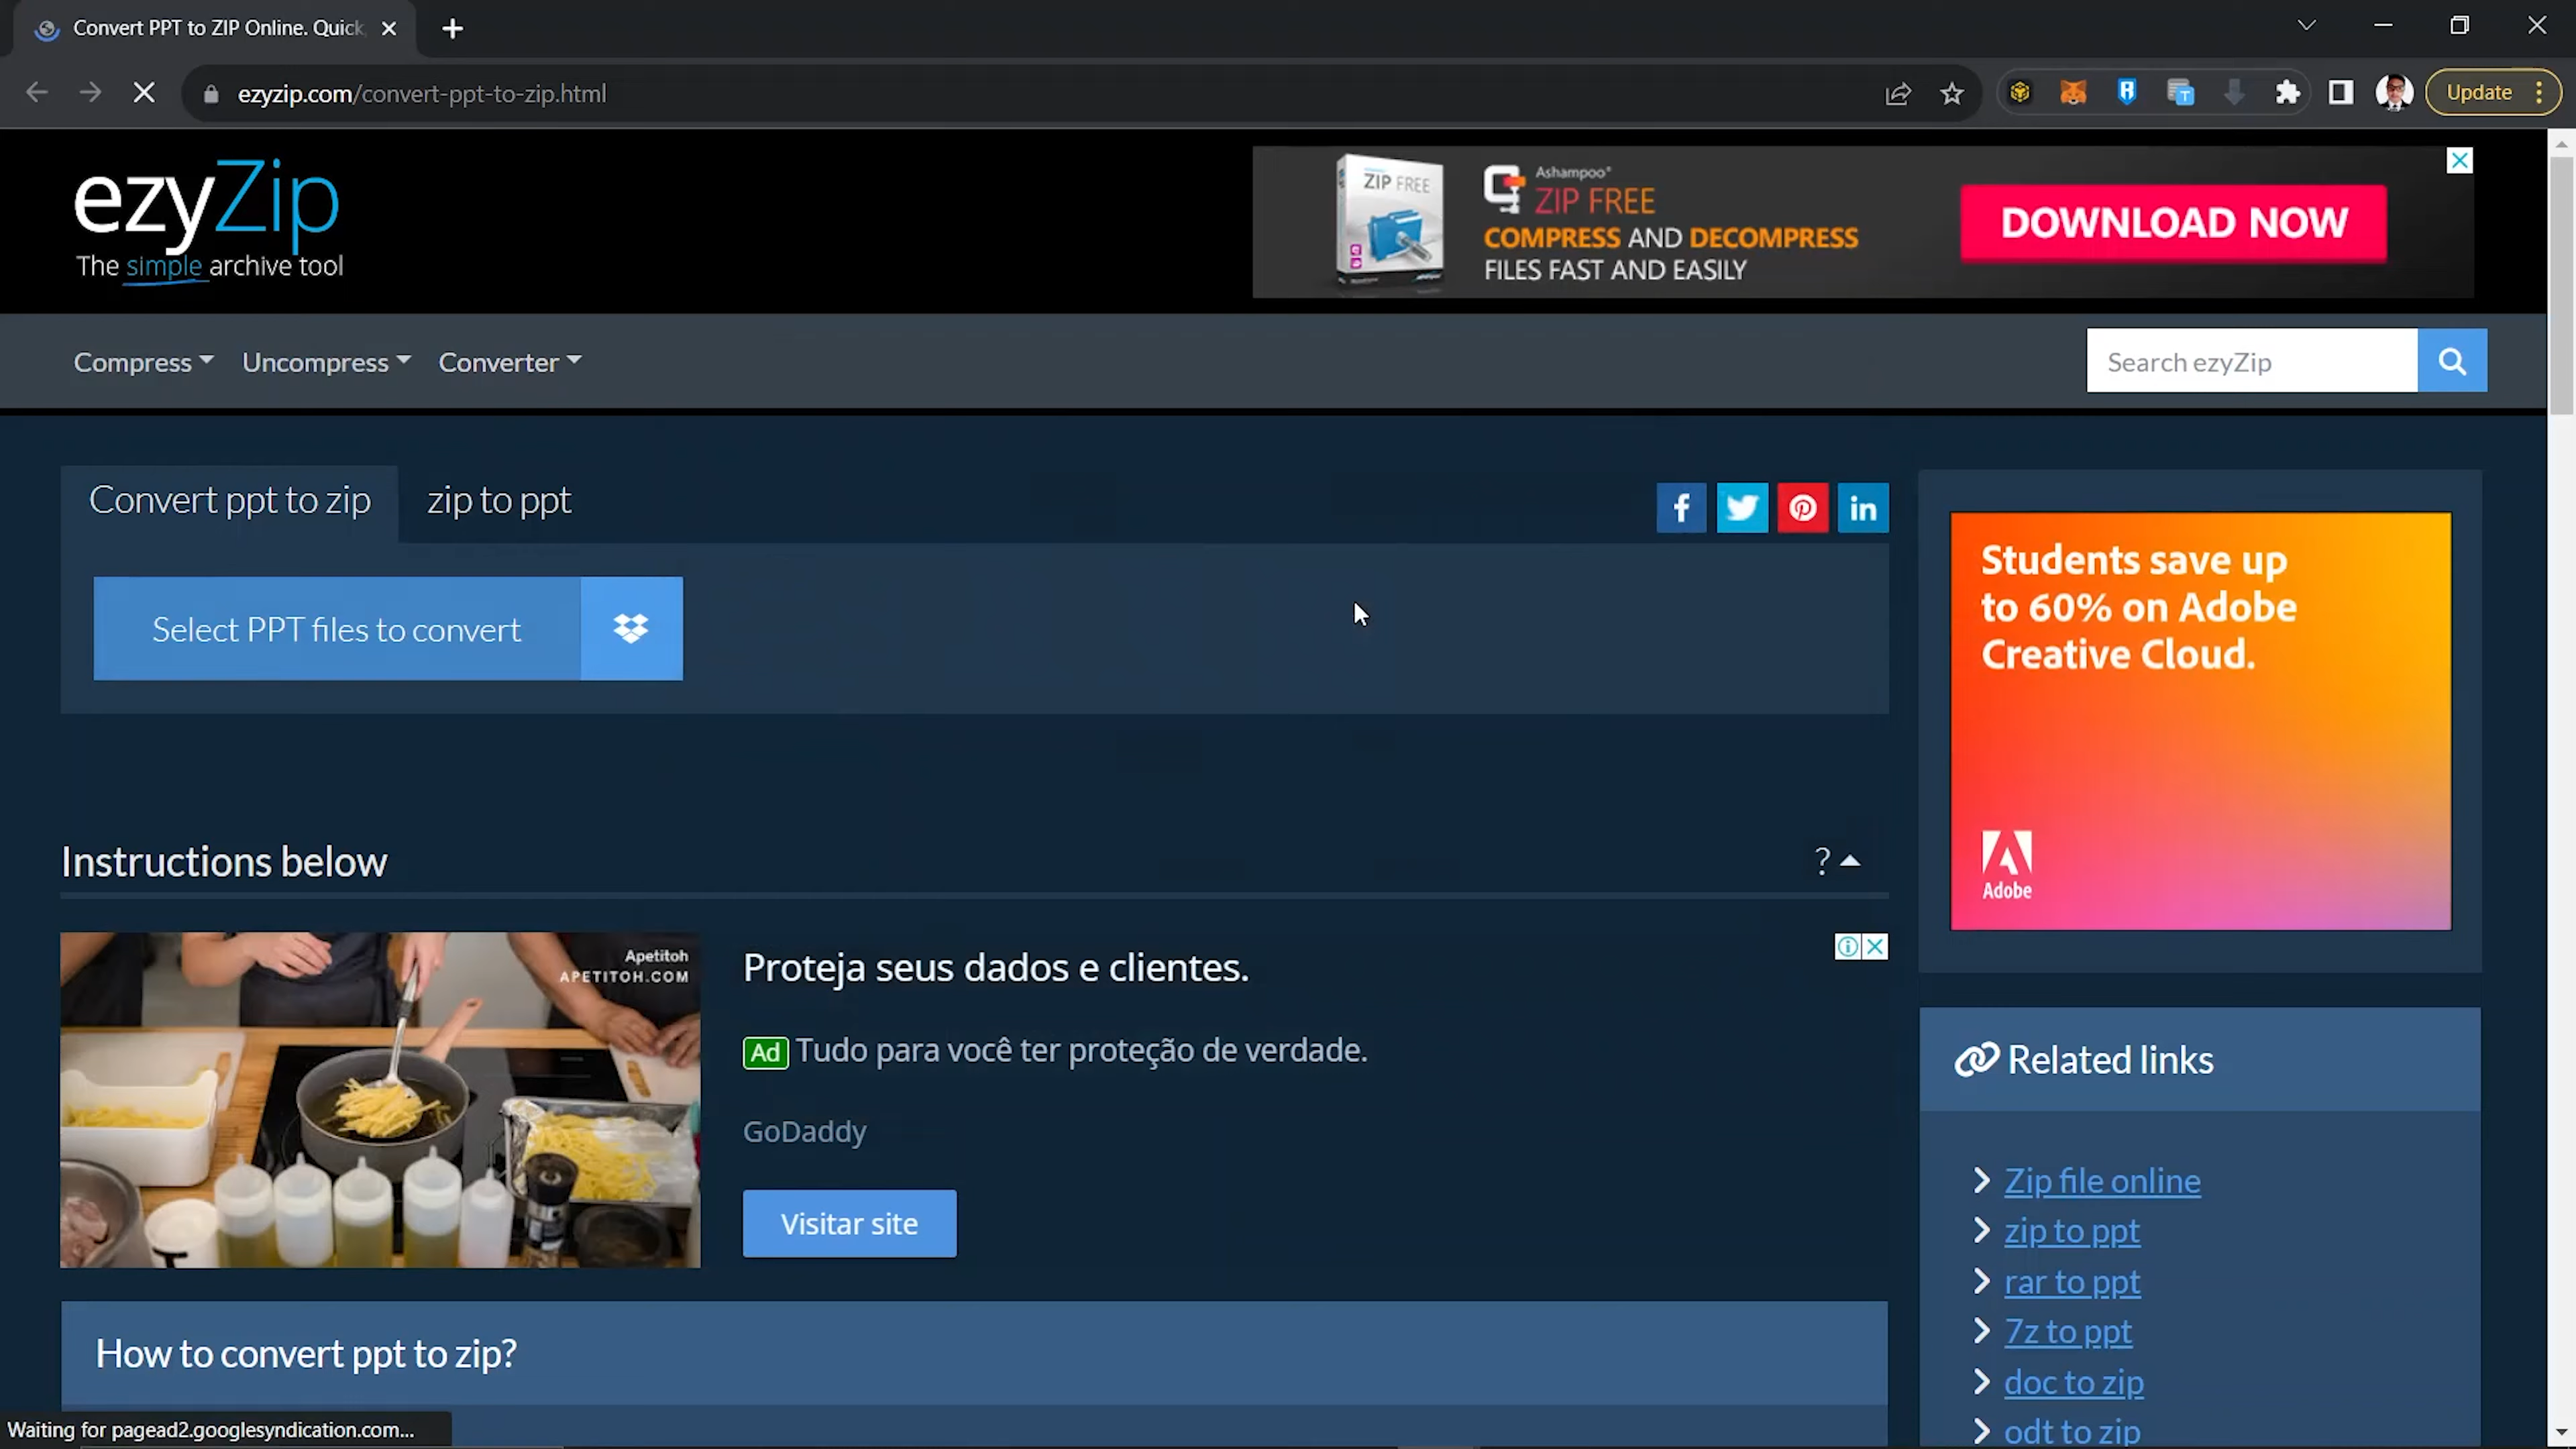 Convert PPT to ZIP Online. Quick,
ezyzip.com/convert-ppt-to-zip.html
Update
ezyZip
The simple archive tool
ZIP FREE
Ashampoo®
ZIP FREE
COMPRESS AND DECOMPRESS
FILES FAST AND EASILY
DOWNLOAD NOW
Compress
Uncompress
Converter
Search ezyZip
Convert ppt to zip
zip to ppt
Select PPT files to convert
Students save up
to 60% on Adobe
Creative Cloud.
Adobe
Instructions below
?
Apetitoh
APETITOH.COM
Proteja seus dados e clientes.
Ad Tudo para você ter proteção de verdade.
GoDaddy
Visitar site
Related links
Zip file online
zip to ppt
rar to ppt
7z to ppt
doc to zip
odt to zip
How to convert ppt to zip?
Waiting for pagead2.googlesyndication.com...